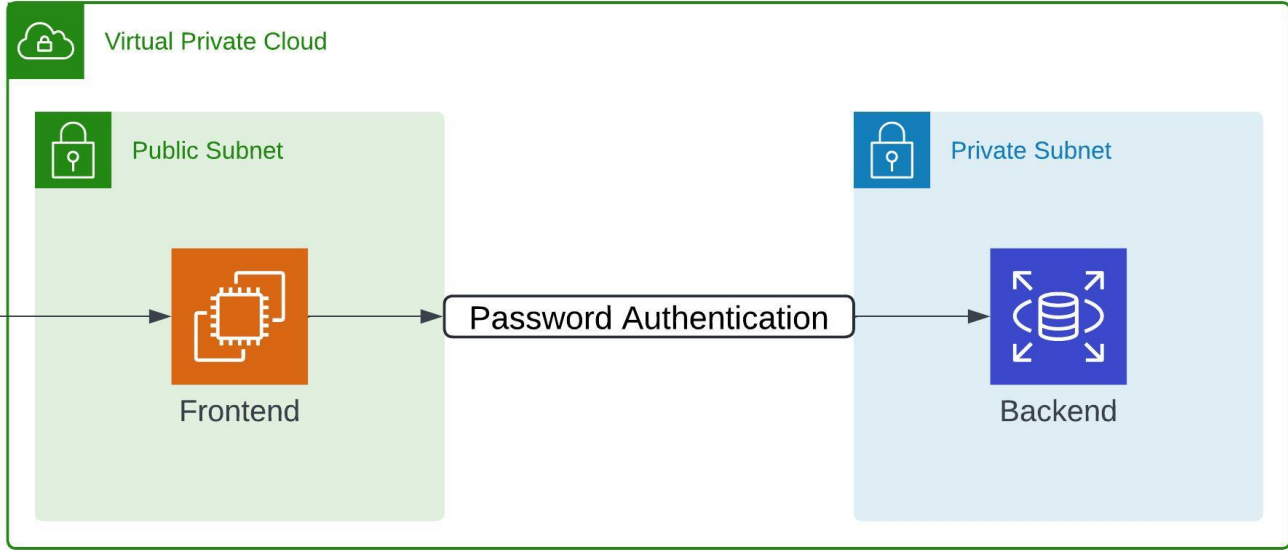 Virtual Private Cloud
Public Subnet
Private Subnet
Password Authentication
Frontend
Backend